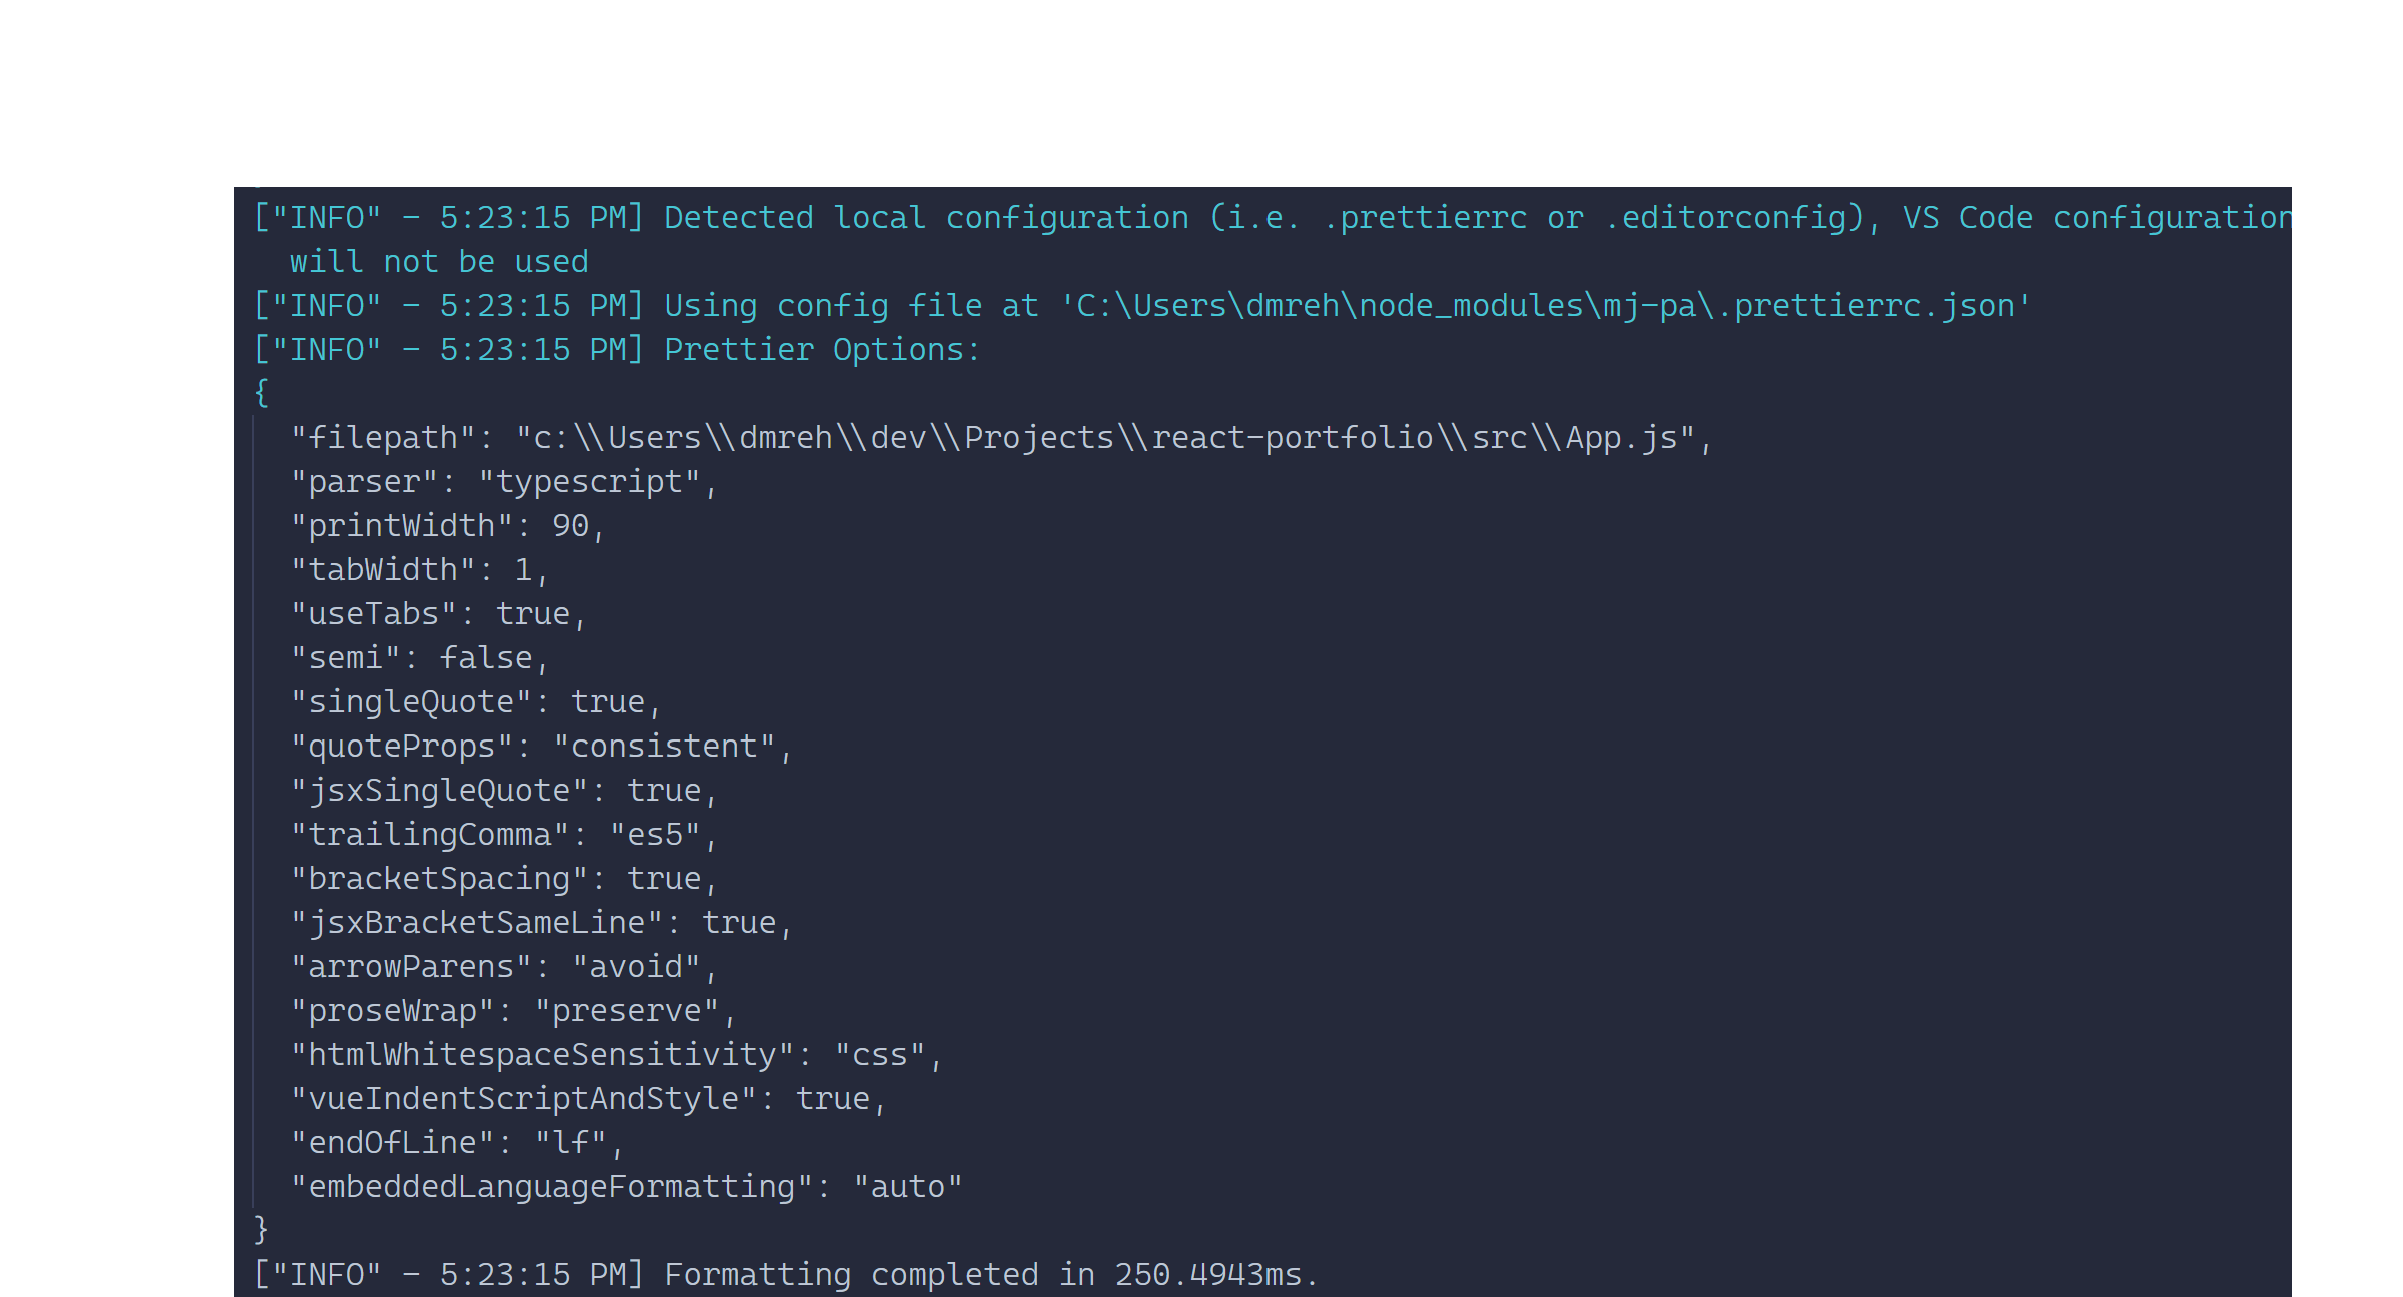 ["INFO" - 5:23:15 PM] Detected local configuration (i.e. .prettierrc or .editorconfig), VS Code configuration
will not be used
["INFO" - 5:23:15 PM] Using config file at 'C:\Users\dmreh\node_modules\mj-pa\.prettierrc.json'
["INFO" - 5:23:15 PM] Prettier Options:
{
"filepath": "c:\\Users\\dmreh\\dev\\Projects\\react-portfolio\\src\\App.js",
"parser": "typescript",
"printWidth": 90,
"tabWidth": 1,
"useTabs": true,
"semi": false,
"singleQuote": true,
"quoteProps": "consistent",
"jsxSingleQuote": true,
"trailingComma": "es5",
"bracketSpacing": true,
"jsxBracketSameLine": true,
"arrowParens": "avoid",
"proseWrap": "preserve",
"htmlWhitespaceSensitivity": "css",
"vueIndentScriptAndStyle": true,
"endOfLine": "lf",
"embeddedLanguageFormatting": "auto"
}
["INFO" - 5:23:15 PM] Formatting completed in 250.4943ms.